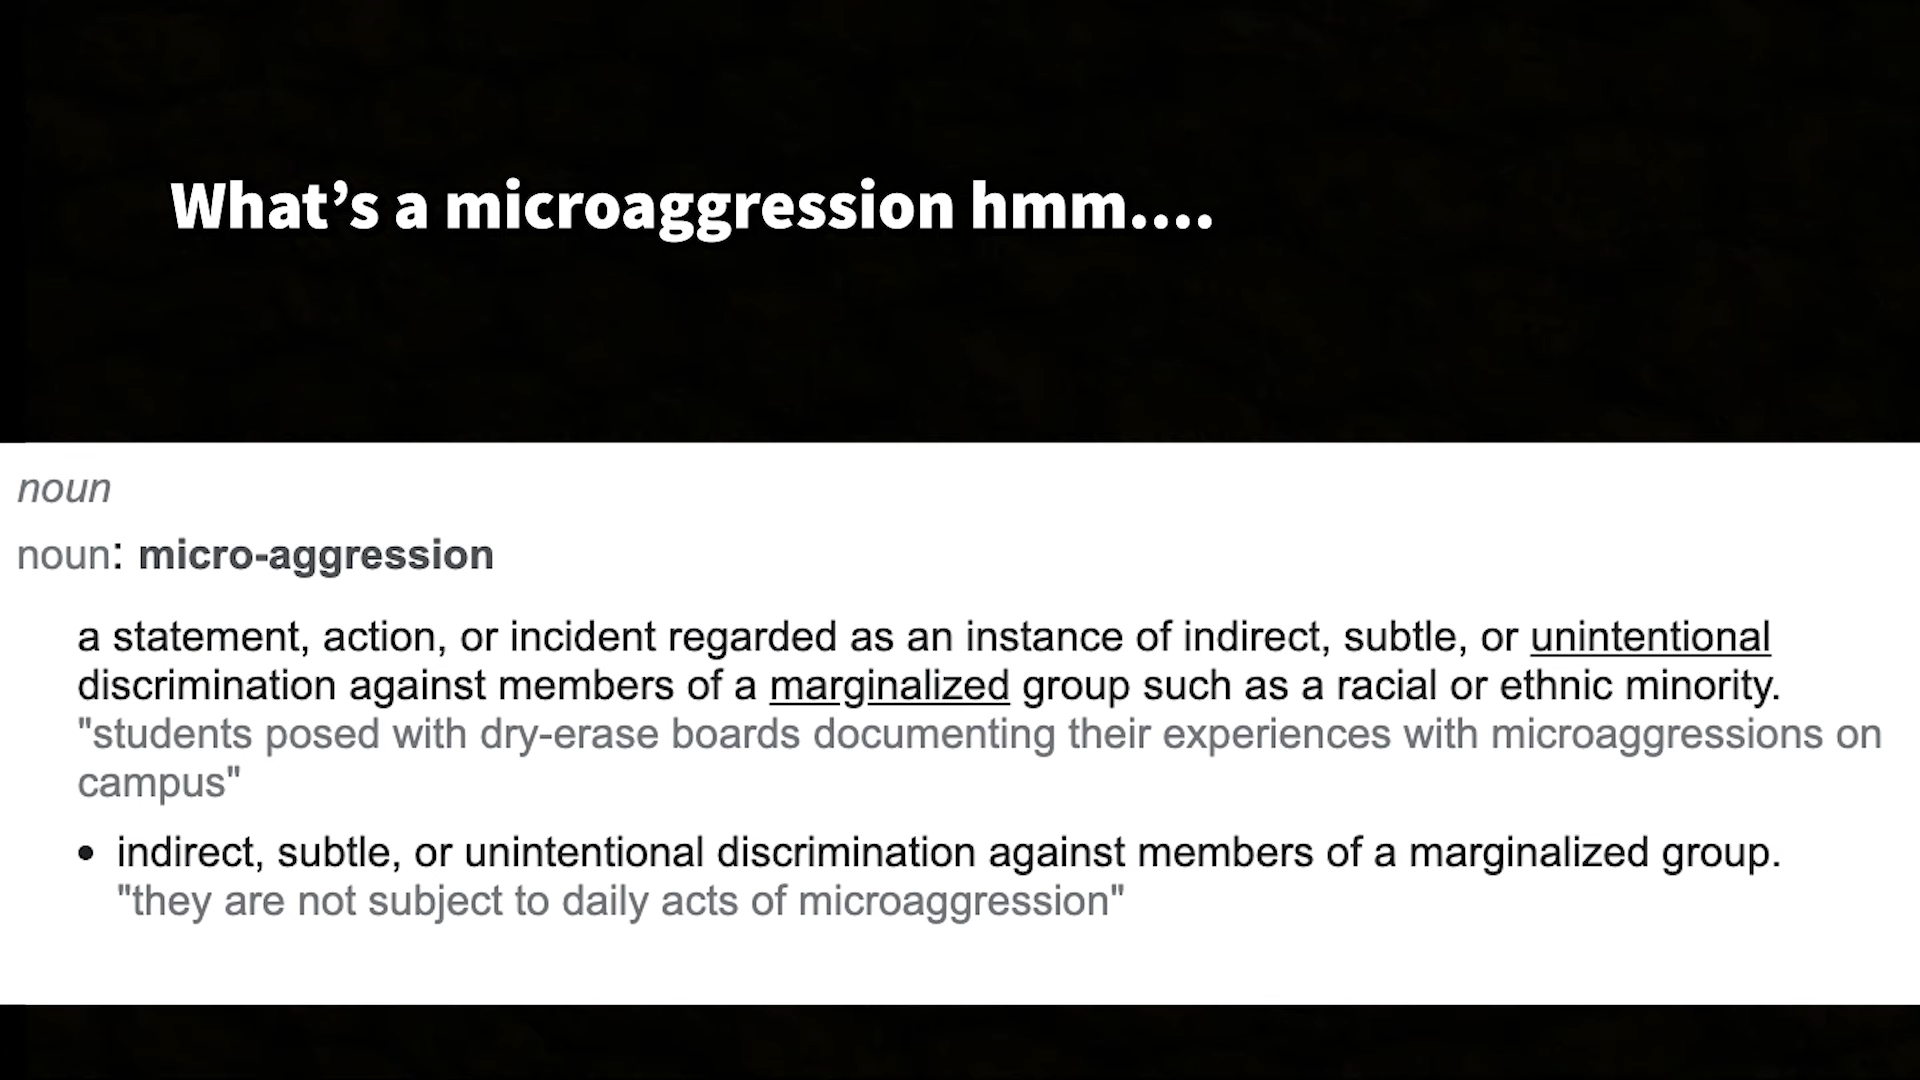 What’s a microaggression hmm....
noun
noun: micro-aggression
a statement, action, or incident regarded as an instance of indirect, subtle, or unintentional
discrimination against members of a marginalized group such as a racial or ethnic minority.
"students posed with dry-erase boards documenting their experiences with microaggressions on
campus"
• indirect, subtle, or unintentional discrimination against members of a marginalized group.
"they are not subject to daily acts of microaggression"